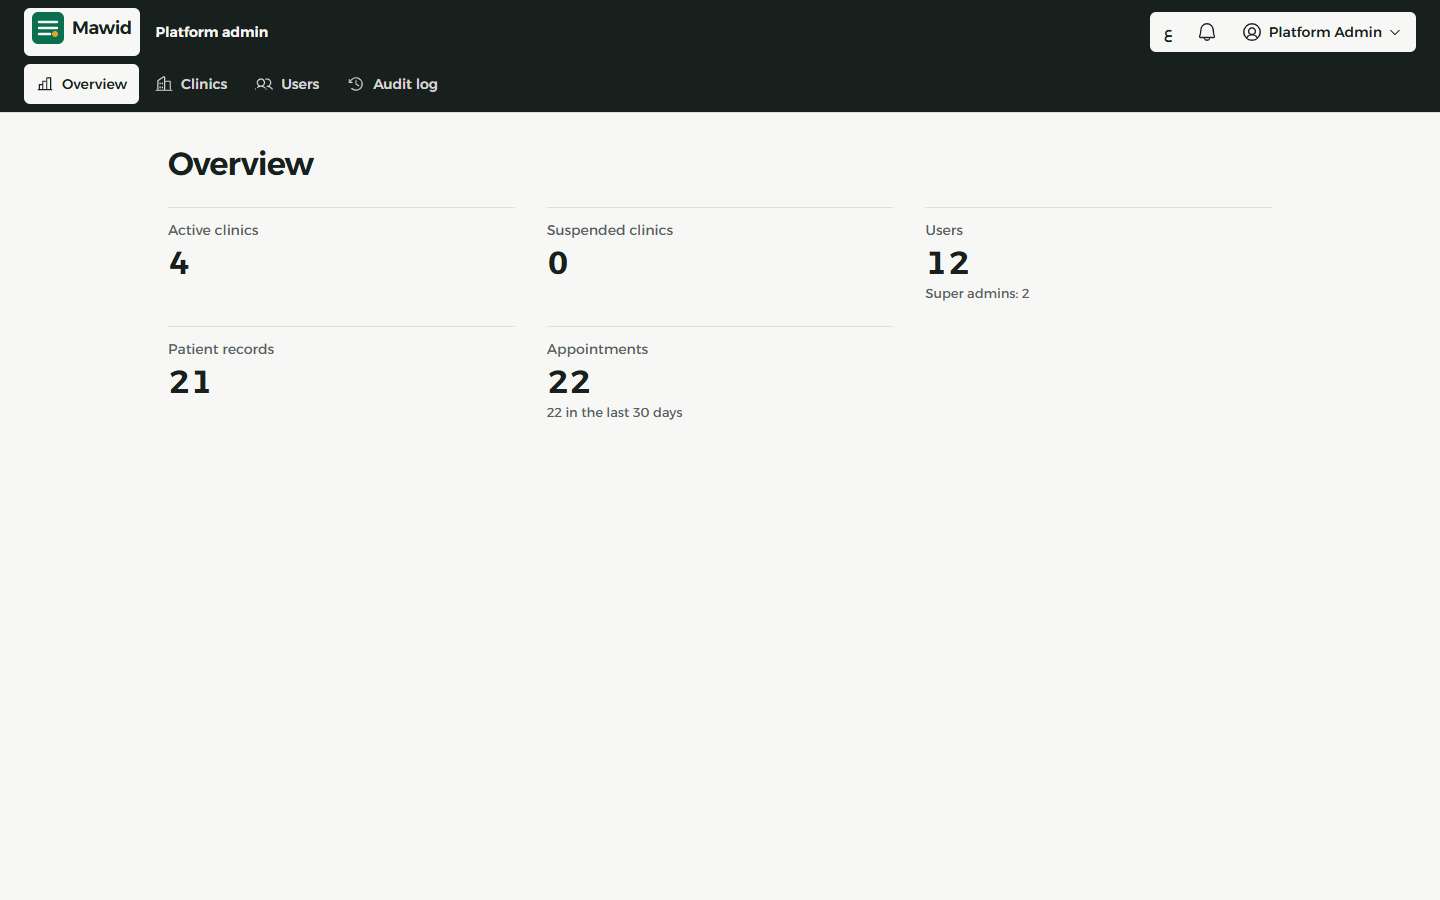 Mawid
Platform admin
ع
Platform Admin
Overview
Clinics
Users
Audit log
Overview
Active clinics
4
Suspended clinics
0
Users
12
Super admins: 2
Patient records
21
Appointments
22
22 in the last 30 days